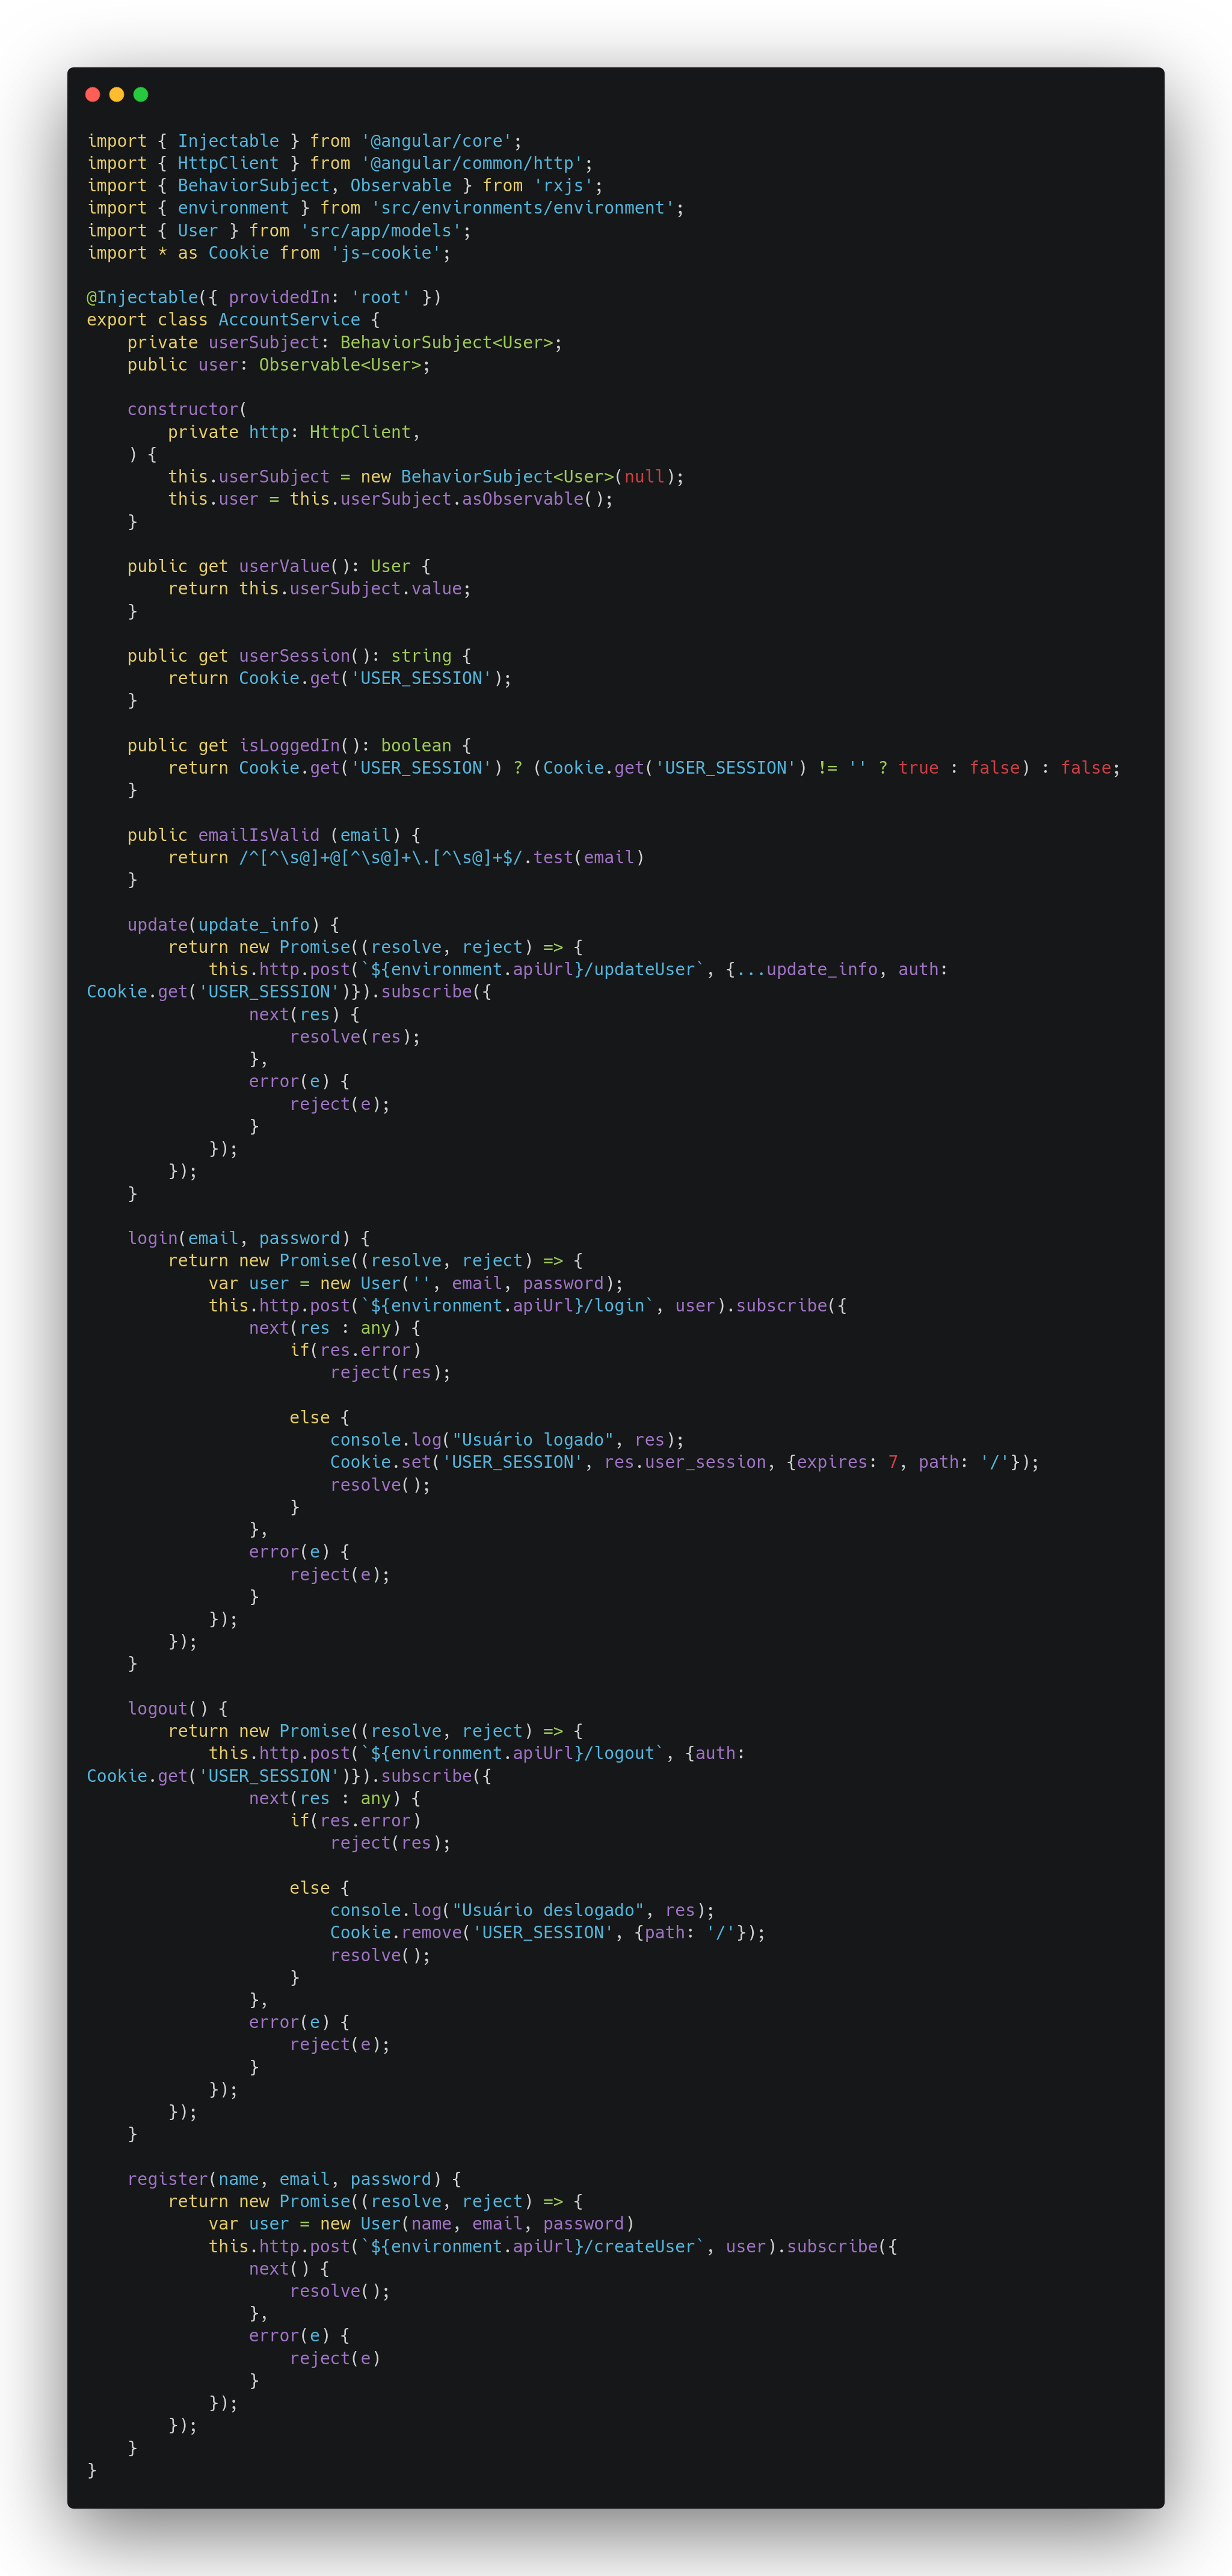 import { Injectable } from '@angular/core';
import { HttpClient } from '@angular/common/http';
import { BehaviorSubject, Observable } from 'rxjs';
import { environment } from 'src/environments/environment';
import { User } from 'src/app/models';
import * as Cookie from 'js-cookie';

@Injectable({ providedIn: 'root' })
export class AccountService {
    private userSubject: BehaviorSubject<User>;
    public user: Observable<User>;

    constructor(
        private http: HttpClient,
    ) {
        this.userSubject = new BehaviorSubject<User>(null);
        this.user = this.userSubject.asObservable();
    }

    public get userValue(): User {
        return this.userSubject.value;
    }

    public get userSession(): string {
        return Cookie.get('USER_SESSION');
    }

    public get isLoggedIn(): boolean {
        return Cookie.get('USER_SESSION') ? (Cookie.get('USER_SESSION') != '' ? true : false) : false;
    }

    public emailIsValid (email) {
        return /^[^\s@]+@[^\s@]+\.[^\s@]+$/.test(email)
    }

    update(update_info) {
        return new Promise((resolve, reject) => {
            this.http.post(`${environment.apiUrl}/updateUser`, {...update_info, auth:
Cookie.get('USER_SESSION')}).subscribe({
                next(res) {
                    resolve(res);
                },
                error(e) {
                    reject(e);
                }
            });
        });
    }

    login(email, password) {
        return new Promise((resolve, reject) => {
            var user = new User('', email, password);
            this.http.post(`${environment.apiUrl}/login`, user).subscribe({
                next(res : any) {
                    if(res.error)
                        reject(res);

                    else {
                        console.log("Usuário logado", res);
                        Cookie.set('USER_SESSION', res.user_session, {expires: 7, path: '/'});
                        resolve();
                    }
                },
                error(e) {
                    reject(e);
                }
            });
        });
    }

    logout() {
        return new Promise((resolve, reject) => {
            this.http.post(`${environment.apiUrl}/logout`, {auth:
Cookie.get('USER_SESSION')}).subscribe({
                next(res : any) {
                    if(res.error)
                        reject(res);

                    else {
                        console.log("Usuário deslogado", res);
                        Cookie.remove('USER_SESSION', {path: '/'});
                        resolve();
                    }
                },
                error(e) {
                    reject(e);
                }
            });
        });
    }

    register(name, email, password) {
        return new Promise((resolve, reject) => {
            var user = new User(name, email, password)
            this.http.post(`${environment.apiUrl}/createUser`, user).subscribe({
                next() {
                    resolve();
                },
                error(e) {
                    reject(e)
                }
            });
        });
    }
}